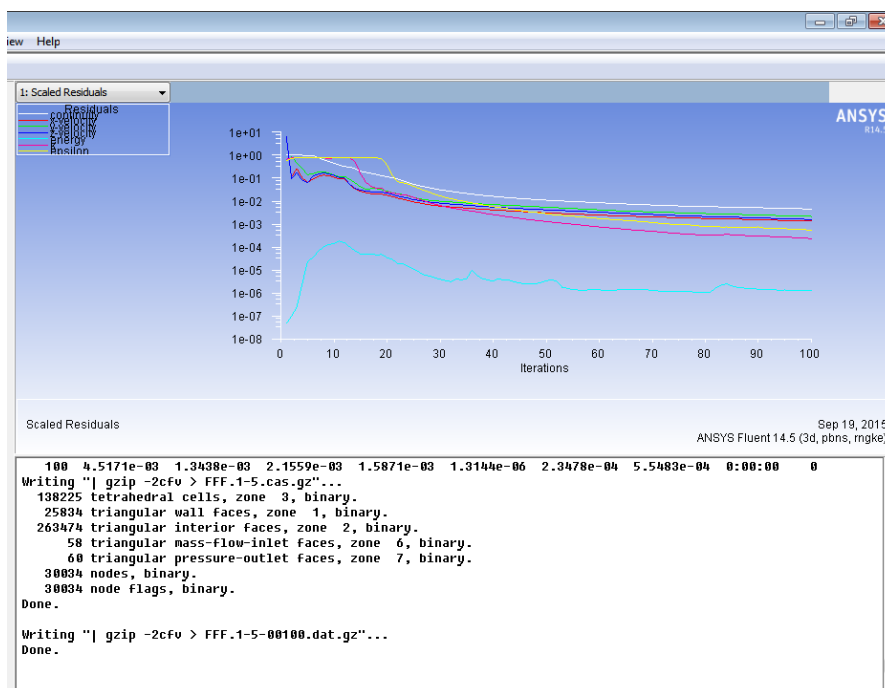 iew Help
1: Scaled Residuals
Residuals
continuity
x-velocity
y-velocity
z-velocity
energy
k
epsilon
ANSYS
R14.5
1e+01
1e+00
1e-01
1e-02
1e-03
1e-04
1e-05
1e-06
1e-07
1e-08
0 10 20 30 40 50 60 70 80 90 100
Iterations
Scaled Residuals
Sep 19, 2015
ANSYS Fluent 14.5 (3d, pbns, rngke)
100 4.5171e-03 1.3438e-03 2.1559e-03 1.5871e-03 1.3144e-06 2.3478e-04 5.5483e-04 0:00:00 0
Writing "| gzip -2cfv > FFF.1-5.cas.gz"...
138225 tetrahedral cells, zone 3, binary.
25834 triangular wall faces, zone 1, binary.
263474 triangular interior faces, zone 2, binary.
58 triangular mass-flow-inlet faces, zone 6, binary.
60 triangular pressure-outlet faces, zone 7, binary.
30034 nodes, binary.
30034 node flags, binary.
Done.
Writing "| gzip -2cfv > FFF.1-5-00100.dat.gz"...
Done.